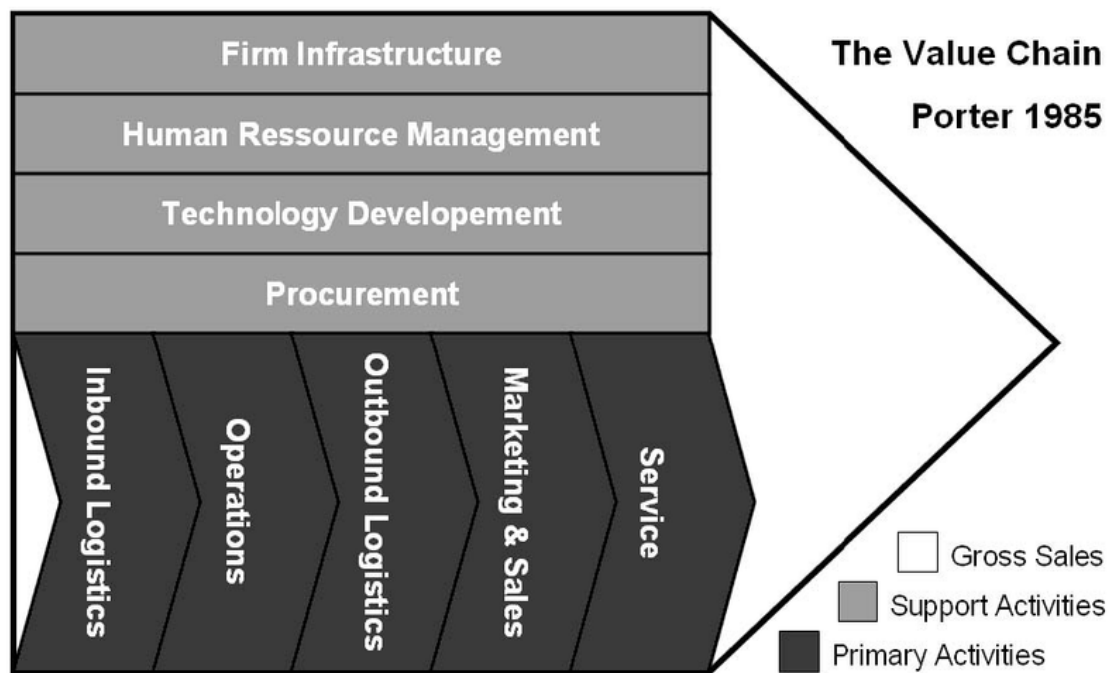 The Value Chain
Porter 1985
Firm Infrastructure
Human Ressource Management
Technology Developement
Procurement
Inbound Logistics
Operations
Outbound Logistics
Marketing & Sales
Service
Gross Sales
Support Activities
Primary Activities